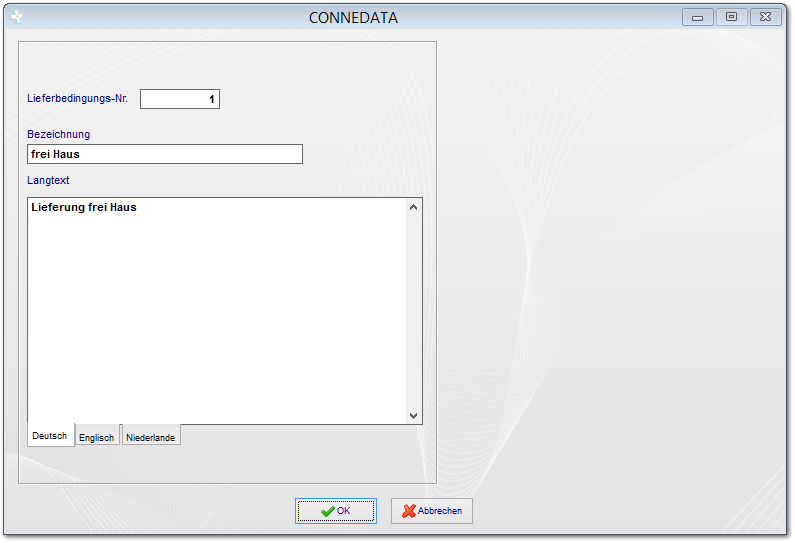 CONNEDATA
Lieferbedingungs-Nr. 1
Bezeichnung
frei Haus
Langtext
Lieferung frei Haus
Deutsch Englisch Niederlande
OK Abbrechen